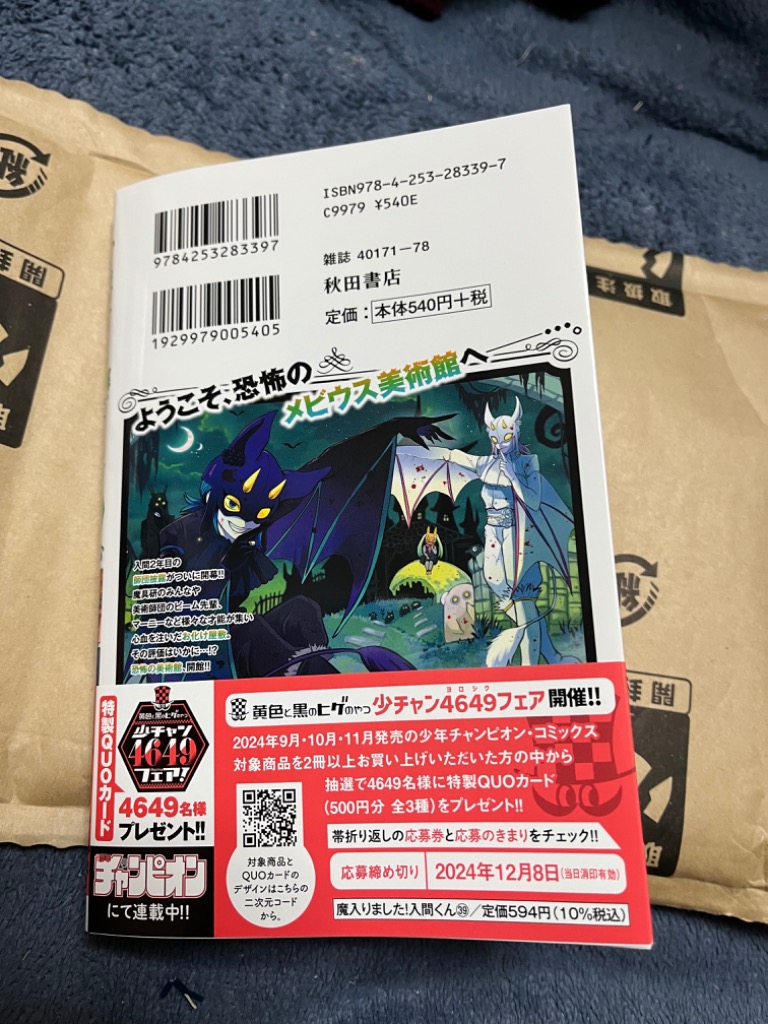 ISBN978-4-253-28339-7
C9979 ¥540E
9784253283397
雑誌 40171-78
秋田書店
定価:本体540円+税
1929979005405
ようこそ、恐怖の
メビウス美術館へ
入間2年目の
師団披露がついに開幕!!
魔具研のみんなや
美術師団のビーム先輩、
マーニーなど様々な才能が集い
心血を注いだお化け屋敷。
その評価はいかに…!?
恐怖の美術館、開館!!
特製QUOカード
黄色と黒のヒゲのやつ
少チャン
4649
フェア!
4649名様
プレゼント!!
チャンピオン
にて連載中!!
黄色と黒のヒゲのやつ 少チャン4649フェア 開催!!
ヨロシク
2024年9月・10月・11月発売の少年チャンピオン・コミックス
対象商品を2冊以上お買い上げいただいた方の中から
抽選で4649名様に特製QUOカード
(500円分 全3種)をプレゼント!!
帯折り返しの応募券と応募のきまりをチェック!!
対象商品と
QUOカードの
デザインはこちらの
二次元コード
から。
応募締め切り 2024年12月8日(当日消印有効)
魔入りました!入間くん㊴/定価594円(10%税込)
開封
取扱注